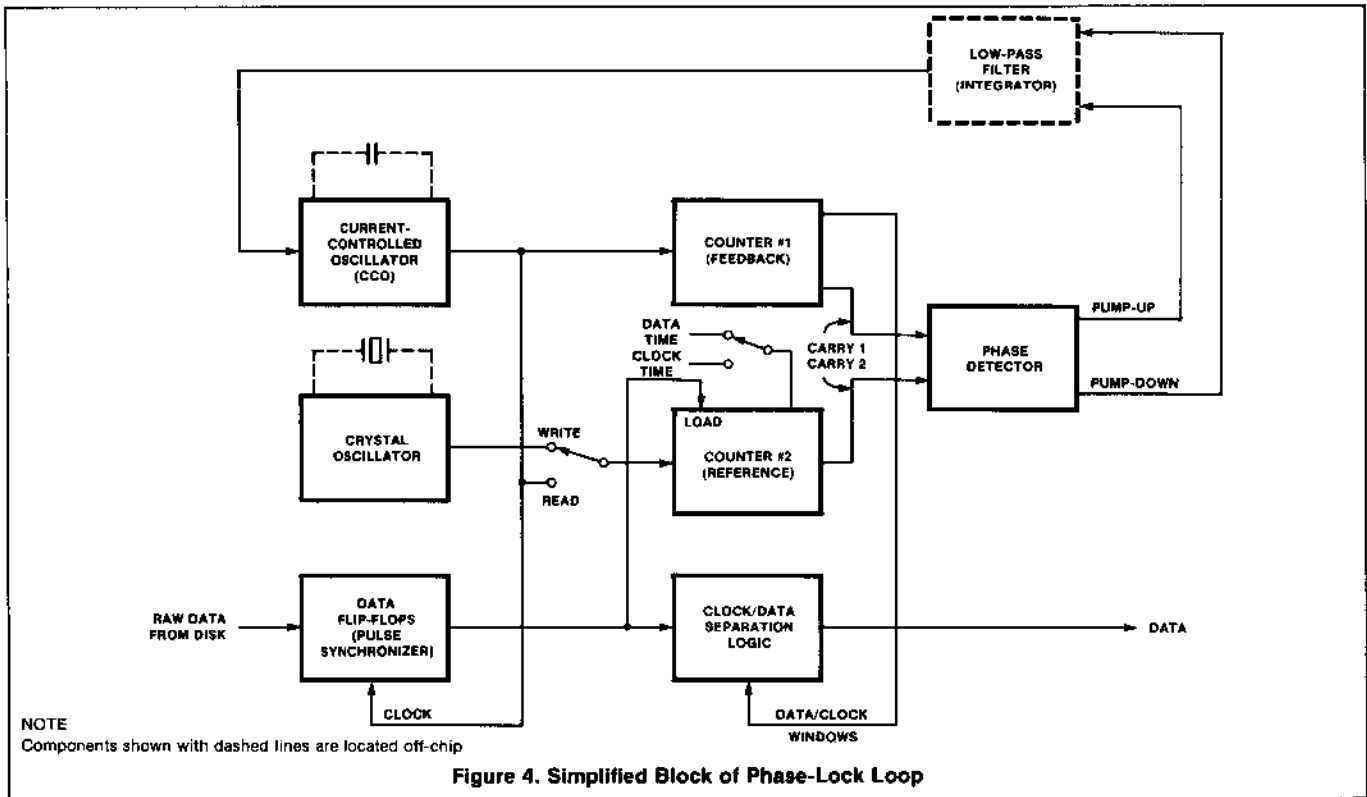 LOW-PASS
FILTER
(INTEGRATOR)
CURRENT-
CONTROLLED
OSCILLATOR
(CCO)
COUNTER #1
(FEEDBACK)
DATA
TIME
CLOCK
TIME
CARRY 1
CARRY 2
PHASE
DETECTOR
PUMP-UP
PUMP-DOWN
CRYSTAL
OSCILLATOR
WRITE
READ
LOAD
COUNTER #2
(REFERENCE)
RAW DATA
FROM DISK
DATA
FLIP-FLOPS
(PULSE
SYNCHRONIZER)
CLOCK/DATA
SEPARATION
LOGIC
DATA
CLOCK
DATA/CLOCK
WINDOWS
NOTE
Components shown with dashed lines are located off-chip
Figure 4. Simplified Block of Phase-Lock Loop